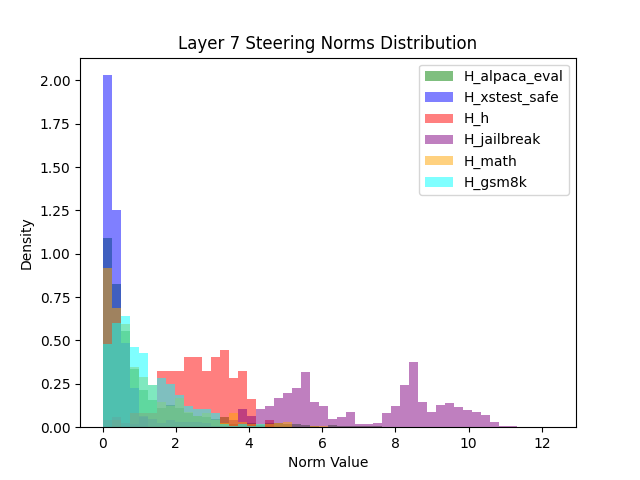 Layer 7 Steering Norms Distribution
H_alpaca_eval
H_xstest_safe
H_h
H_jailbreak
H_math
H_gsm8k
Density
2.00
1.75
1.50
1.25
1.00
0.75
0.50
0.25
0.00
0 2 4 6 8 10 12
Norm Value